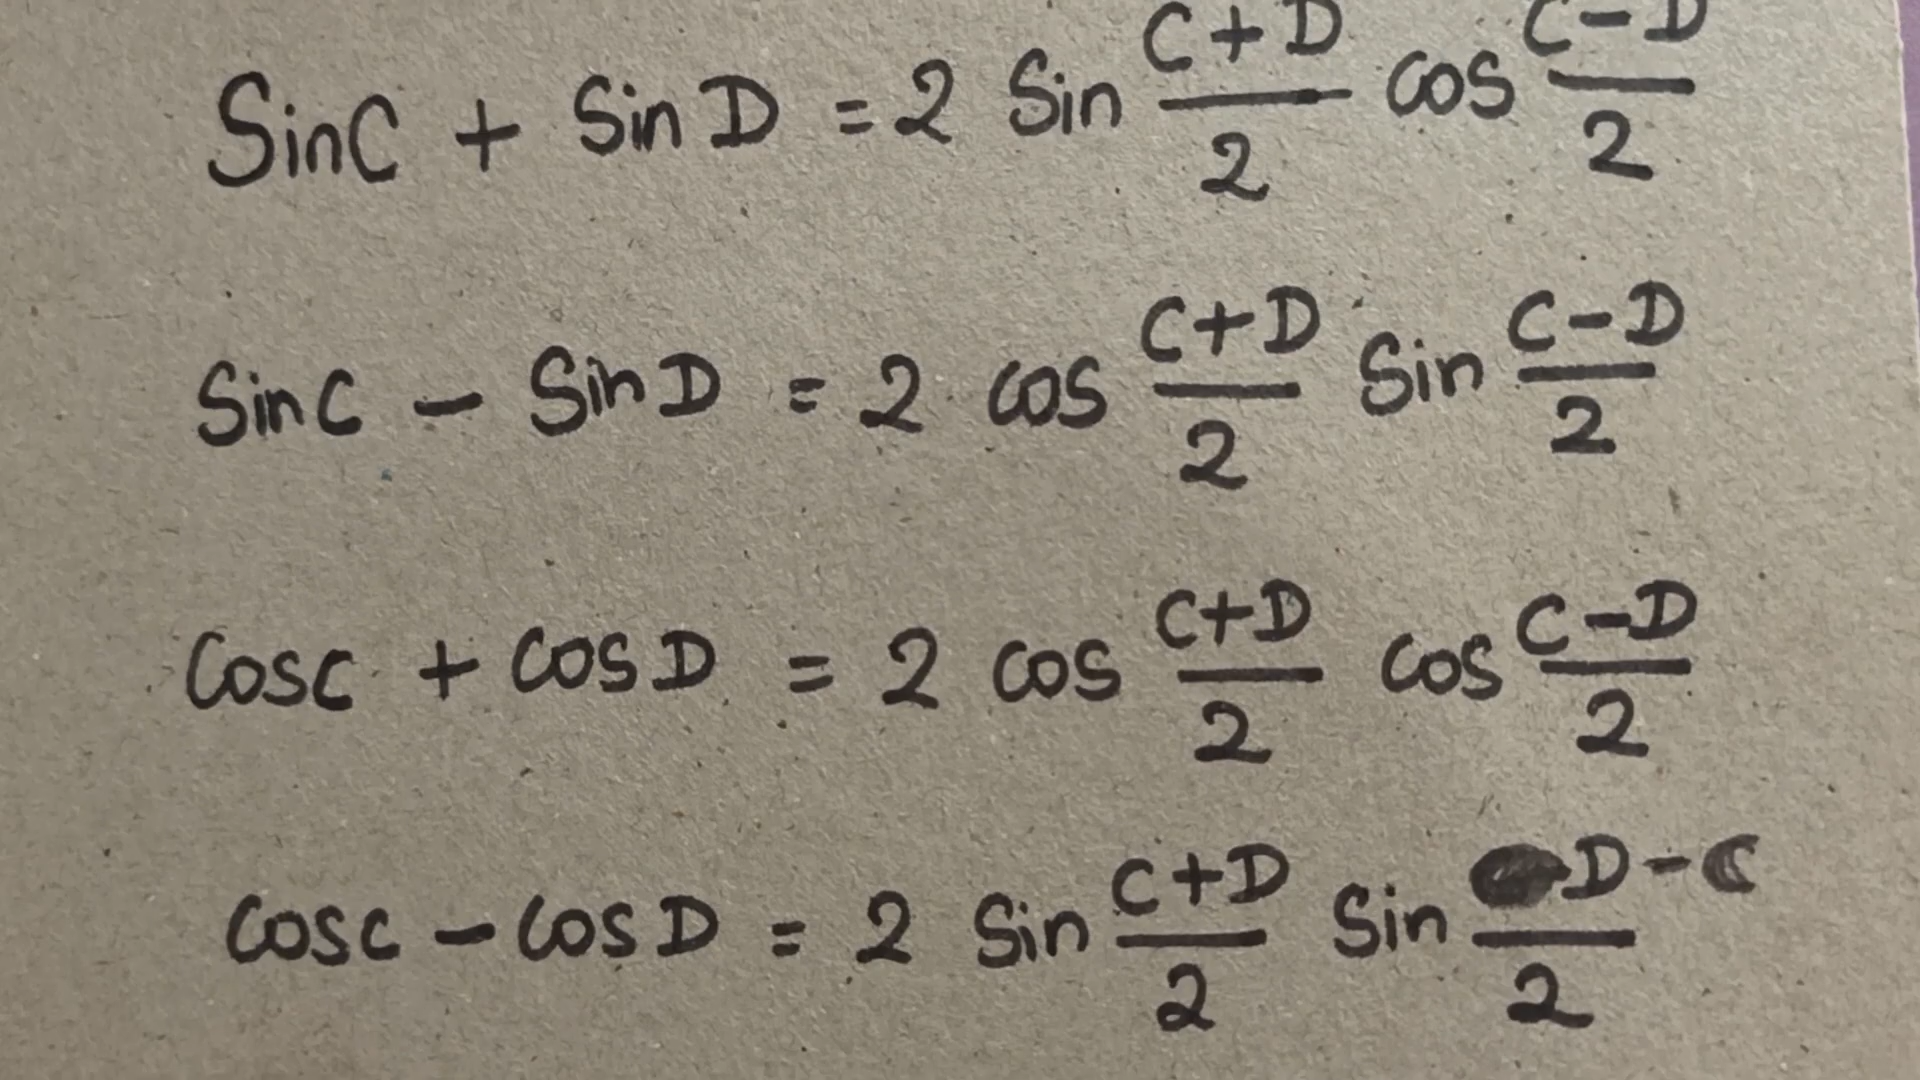 SinC + Sin D = 2 Sin (C+D)/2 cos (C-D)/2
SinC - Sin D = 2 cos (C+D)/2 Sin (C-D)/2
Cosc + cos D = 2 cos (C+D)/2 cos (C-D)/2
Cosc - Cos D = 2 Sin (C+D)/2 Sin (D-C)/2